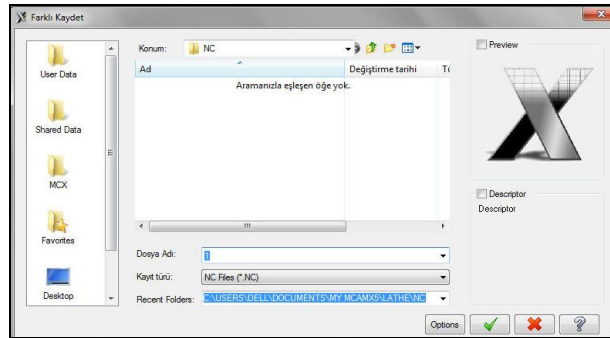 Farklı Kaydet
User Data
Shared Data
MCX
Favorites
Desktop
Konum: NC
Ad Değiştirme tarihi Tü
Aramanızla eşleşen öğe yok.
Dosya Adı: 1
Kayıt türü: NC Files (*.NC)
Recent Folders: C:\USERS\DELL\DOCUMENTS\MY MCAMX5\LATHE\NC
Preview
Descriptor
Descriptor
Options